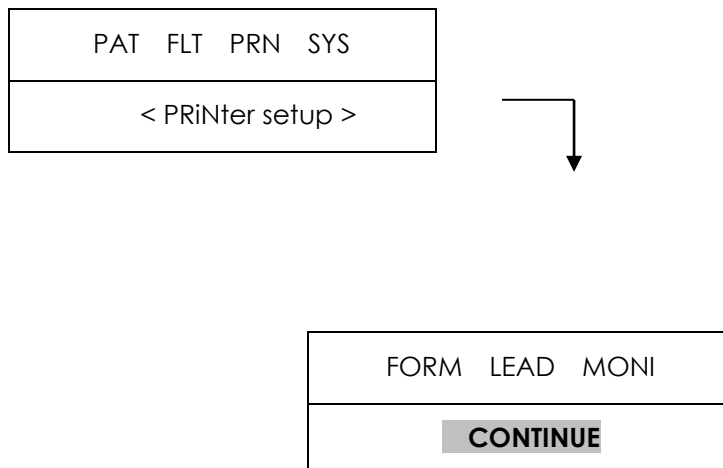 PAT FLT PRN SYS
< PRiNter setup >
FORM LEAD MONI
CONTINUE